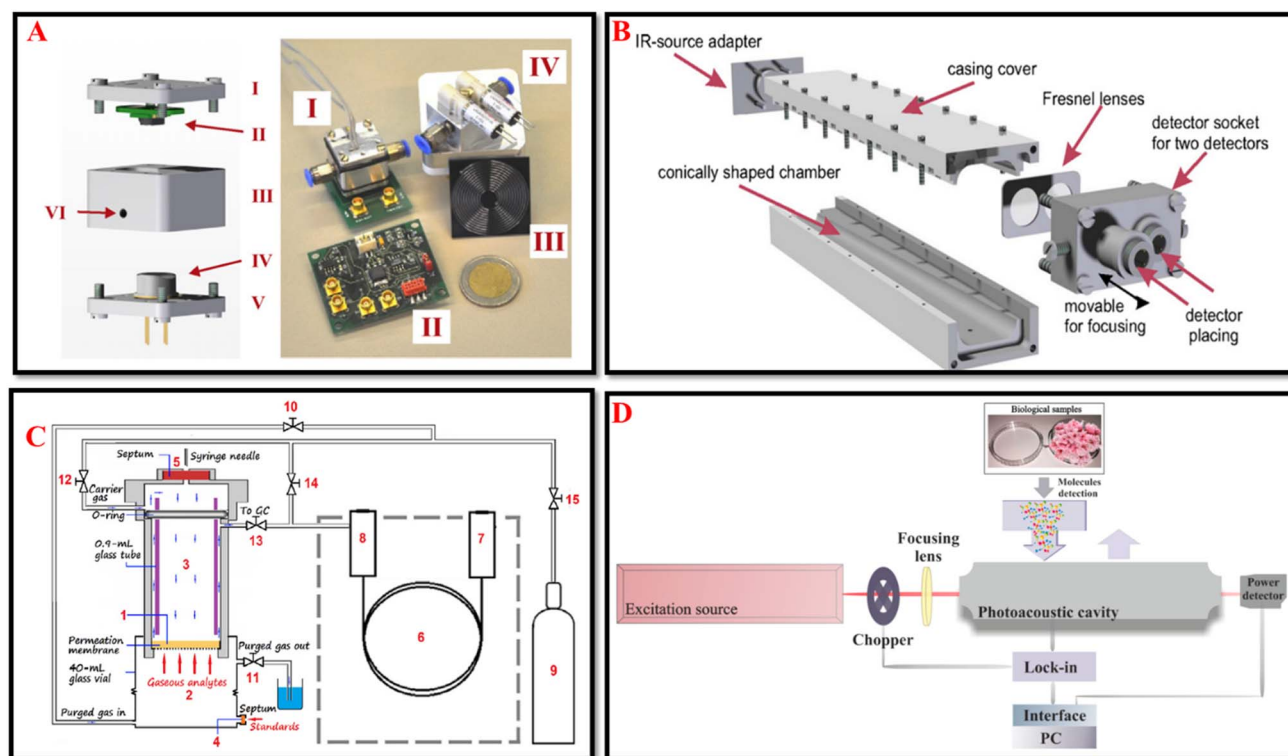 A
I
II
III
VI
IV
V
I
IV
III
II
B
IR-source adapter
casing cover
Fresnel lenses
detector socket
for two detectors
conically shaped chamber
movable
for focusing
detector
placing
C
10
Septum
Syringe needle
5
12
Carrier
gas
14
15
O-ring
To GC
13
8
7
0.9-mL
glass tube
3
1
6
9
Permeation
membrane
Purged gas out
40-mL
glass vial
11
Gaseous analytes
2
Purged gas in
Septum
Standards
4
D
Biological samples
Molecules
detection
Focusing
lens
Excitation source
Photoacoustic cavity
Power
detector
Chopper
Lock-in
Interface
PC